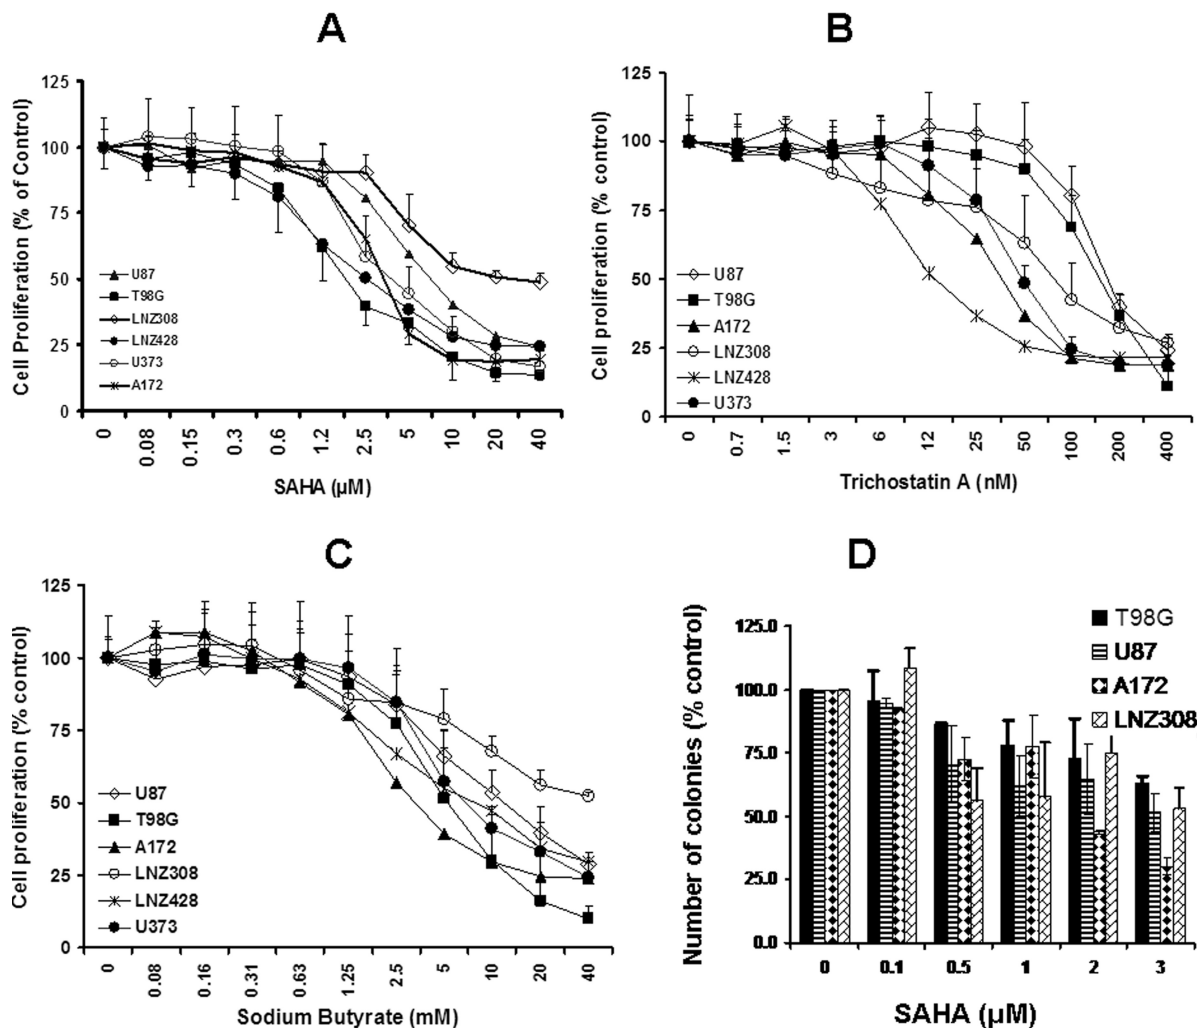 A
125
100
75
50
25
0
Cell Proliferation (% of Control)
U87
T98G
LNZ308
LNZ428
U373
A172
0
0.08
0.15
0.3
0.6
1.2
2.5
5
10
20
40
SAHA (µM)
B
125
100
75
50
25
0
Cell proliferation (% control)
U87
T98G
A172
LNZ308
LNZ428
U373
0
0.7
1.5
3
6
12
25
50
100
200
400
Trichostatin A (nM)
C
125
100
75
50
25
0
Cell proliferation (% control)
U87
T98G
A172
LNZ308
LNZ428
U373
0
0.08
0.16
0.31
0.63
1.25
2.5
5
10
20
40
Sodium Butyrate (mM)
D
125.0
100.0
75.0
50.0
25.0
0.0
Number of colonies (% control)
T98G
U87
A172
LNZ308
0
0.1
0.5
1
2
3
SAHA (µM)